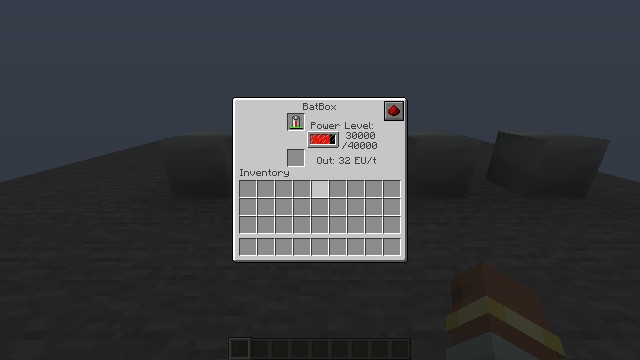 BatBox
Power Level:
30000
/40000
Out: 32 EU/t
Inventory